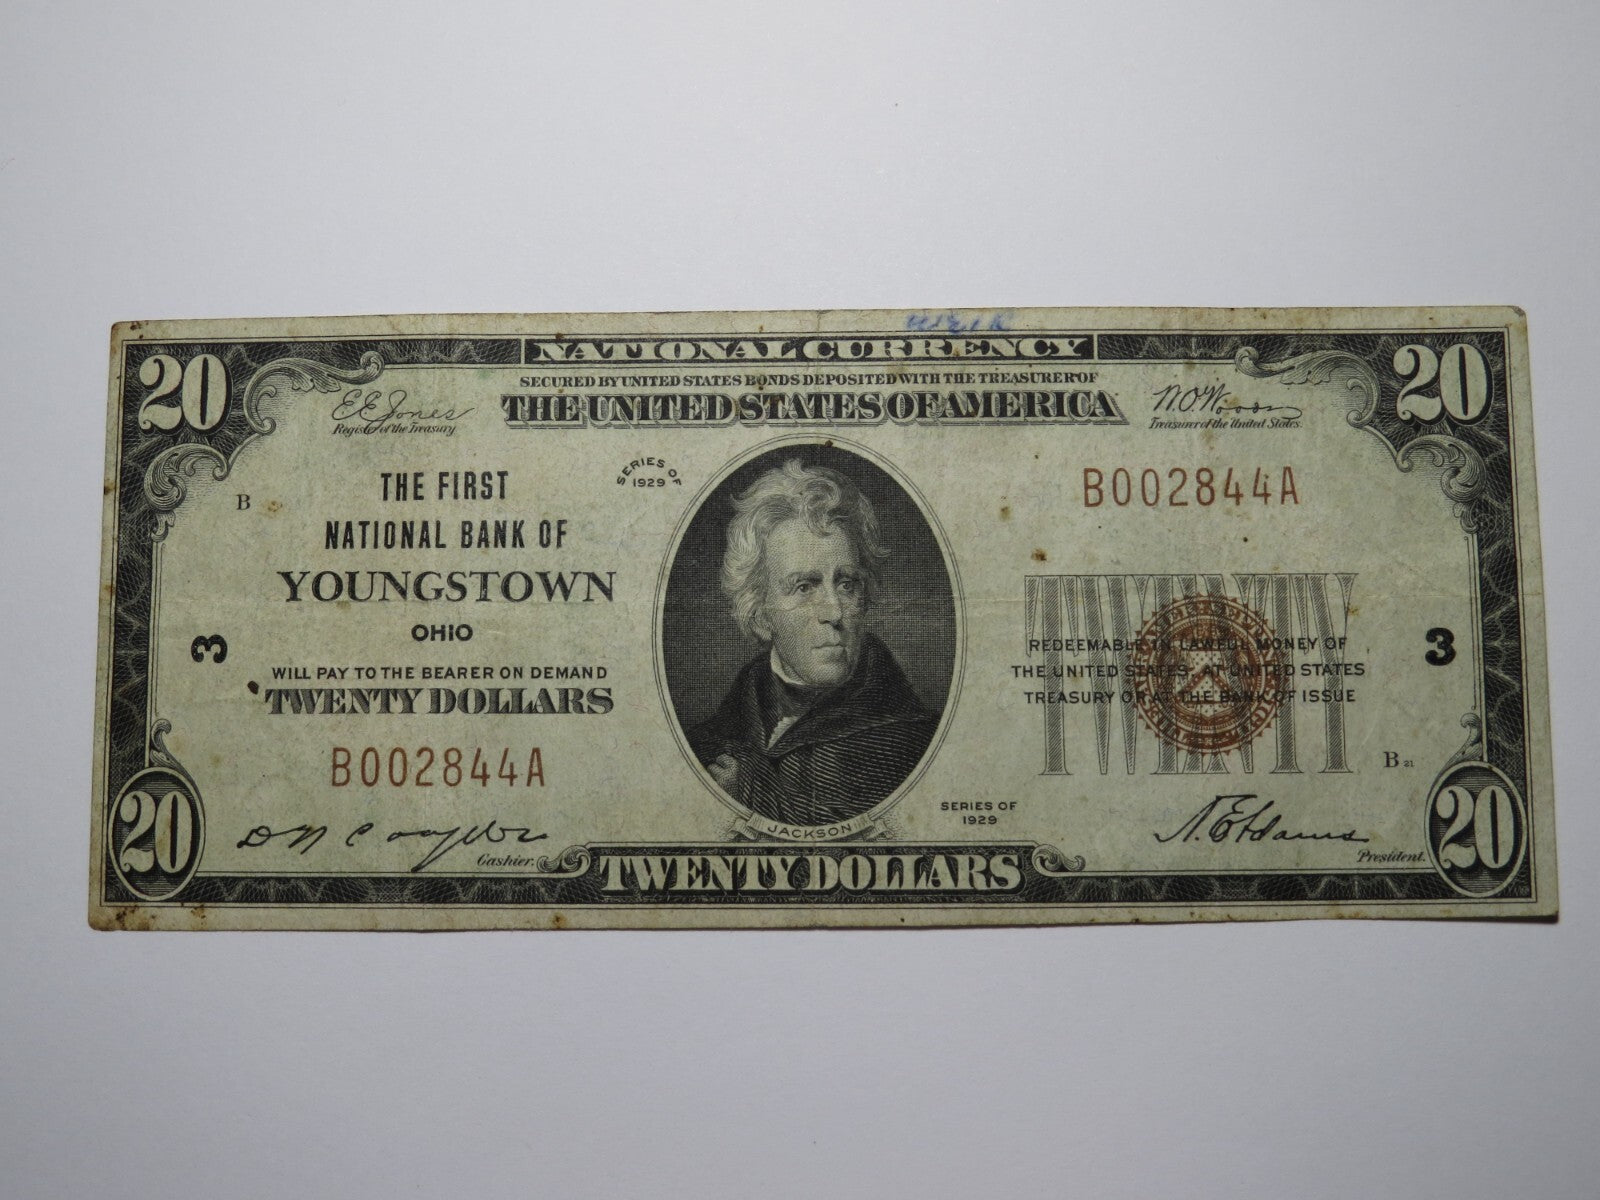 NATIONAL CURRENCY
SECURED BY UNITED STATES BONDS DEPOSITED WITH THE TREASURER OF
THE UNITED STATES OF AMERICA
20
20
E E Jones
Register of the Treasury
W.O. Woods
Treasurer of the United States.
SERIES OF
1929
B
THE FIRST
NATIONAL BANK OF
YOUNGSTOWN
OHIO
WILL PAY TO THE BEARER ON DEMAND
TWENTY DOLLARS
B002844A
B002844A
3
3
REDEEMABLE IN LAWFUL MONEY OF
THE UNITED STATES AT UNITED STATES
TREASURY OR AT THE BANK OF ISSUE
TWENTY
B 21
SERIES OF
1929
JACKSON
Cashier.
President.
20
TWENTY DOLLARS
20